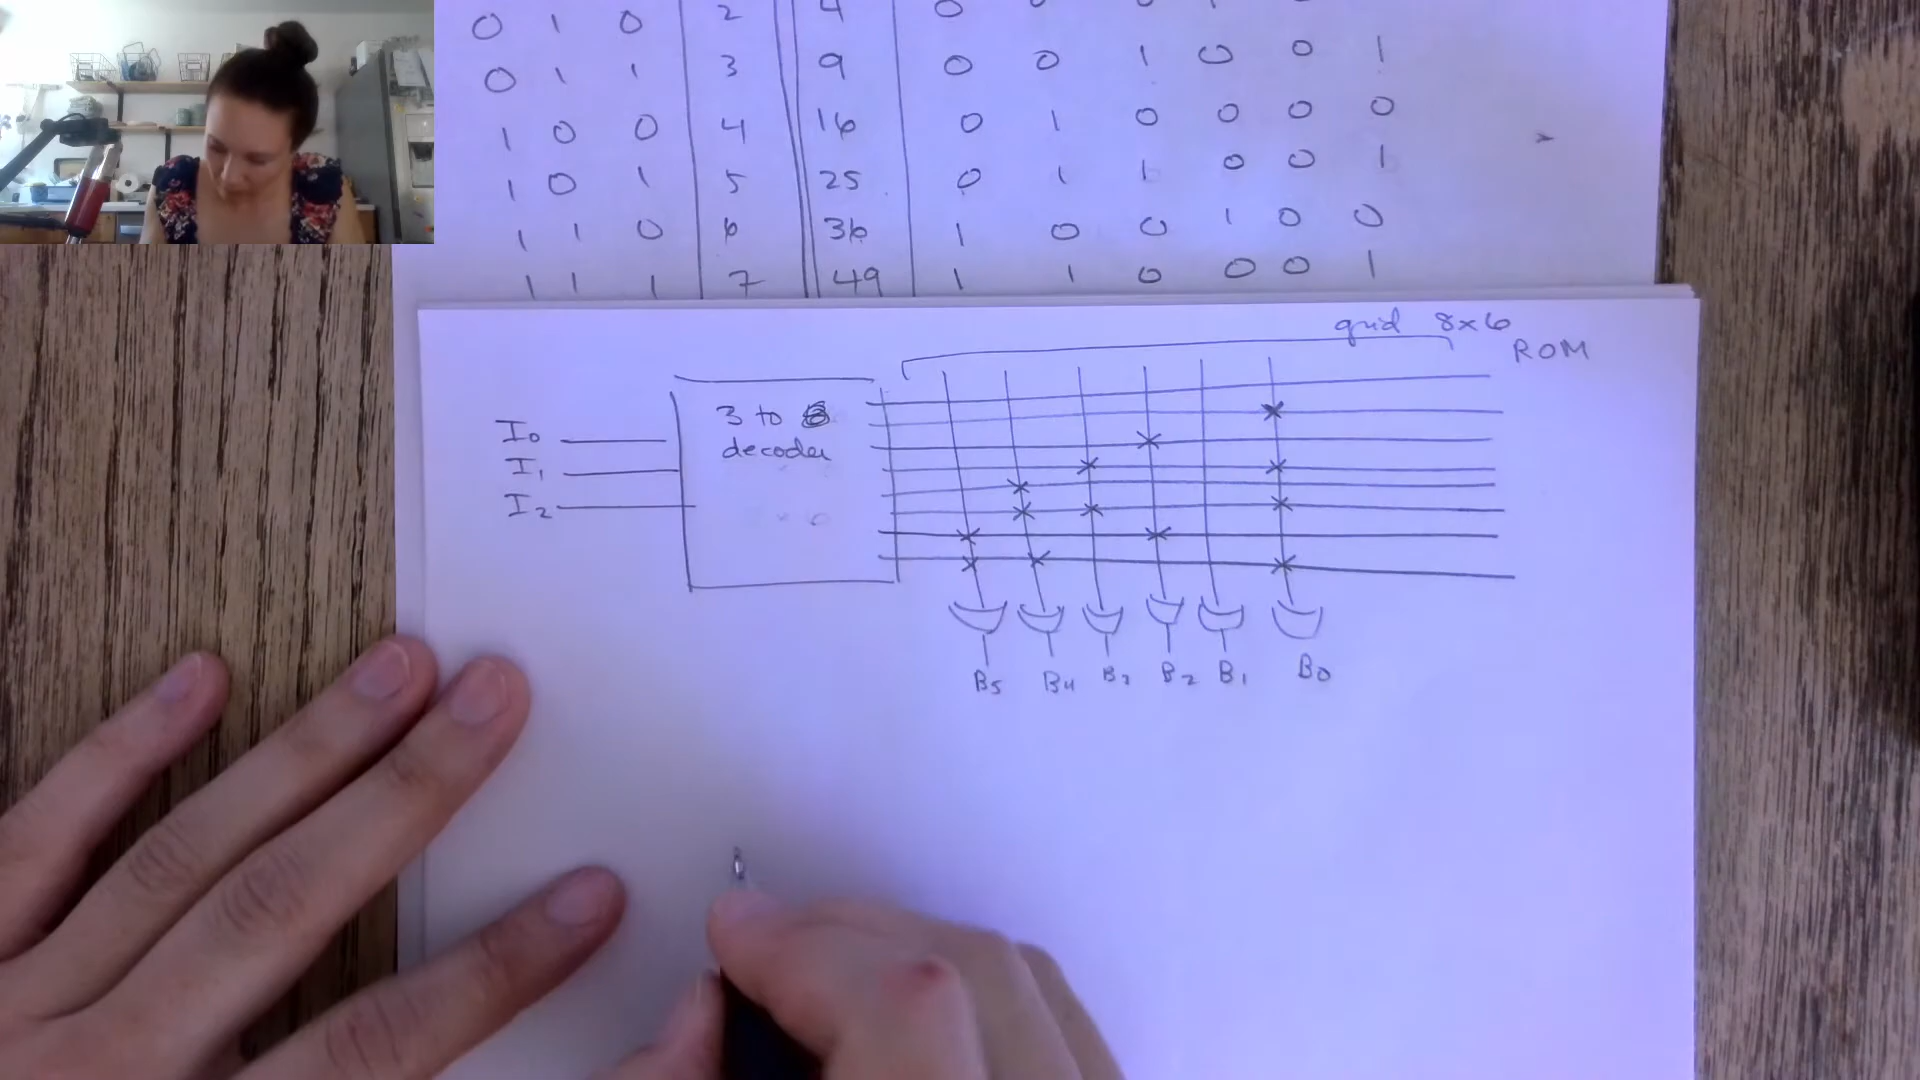 0 1 0 2 4 0
0 1 1 3 9 0 0 1 0 0 1
1 0 0 4 16 0 1 0 0 0 0
1 0 1 5 25 0 1 1 0 0 1
1 1 0 6 36 1 0 0 1 0 0
1 1 1 7 49 1 1 0 0 0 1
grid 8x6
ROM
3 to 8
decoder
I0
I1
I2
B5 B4 B3 B2 B1 B0